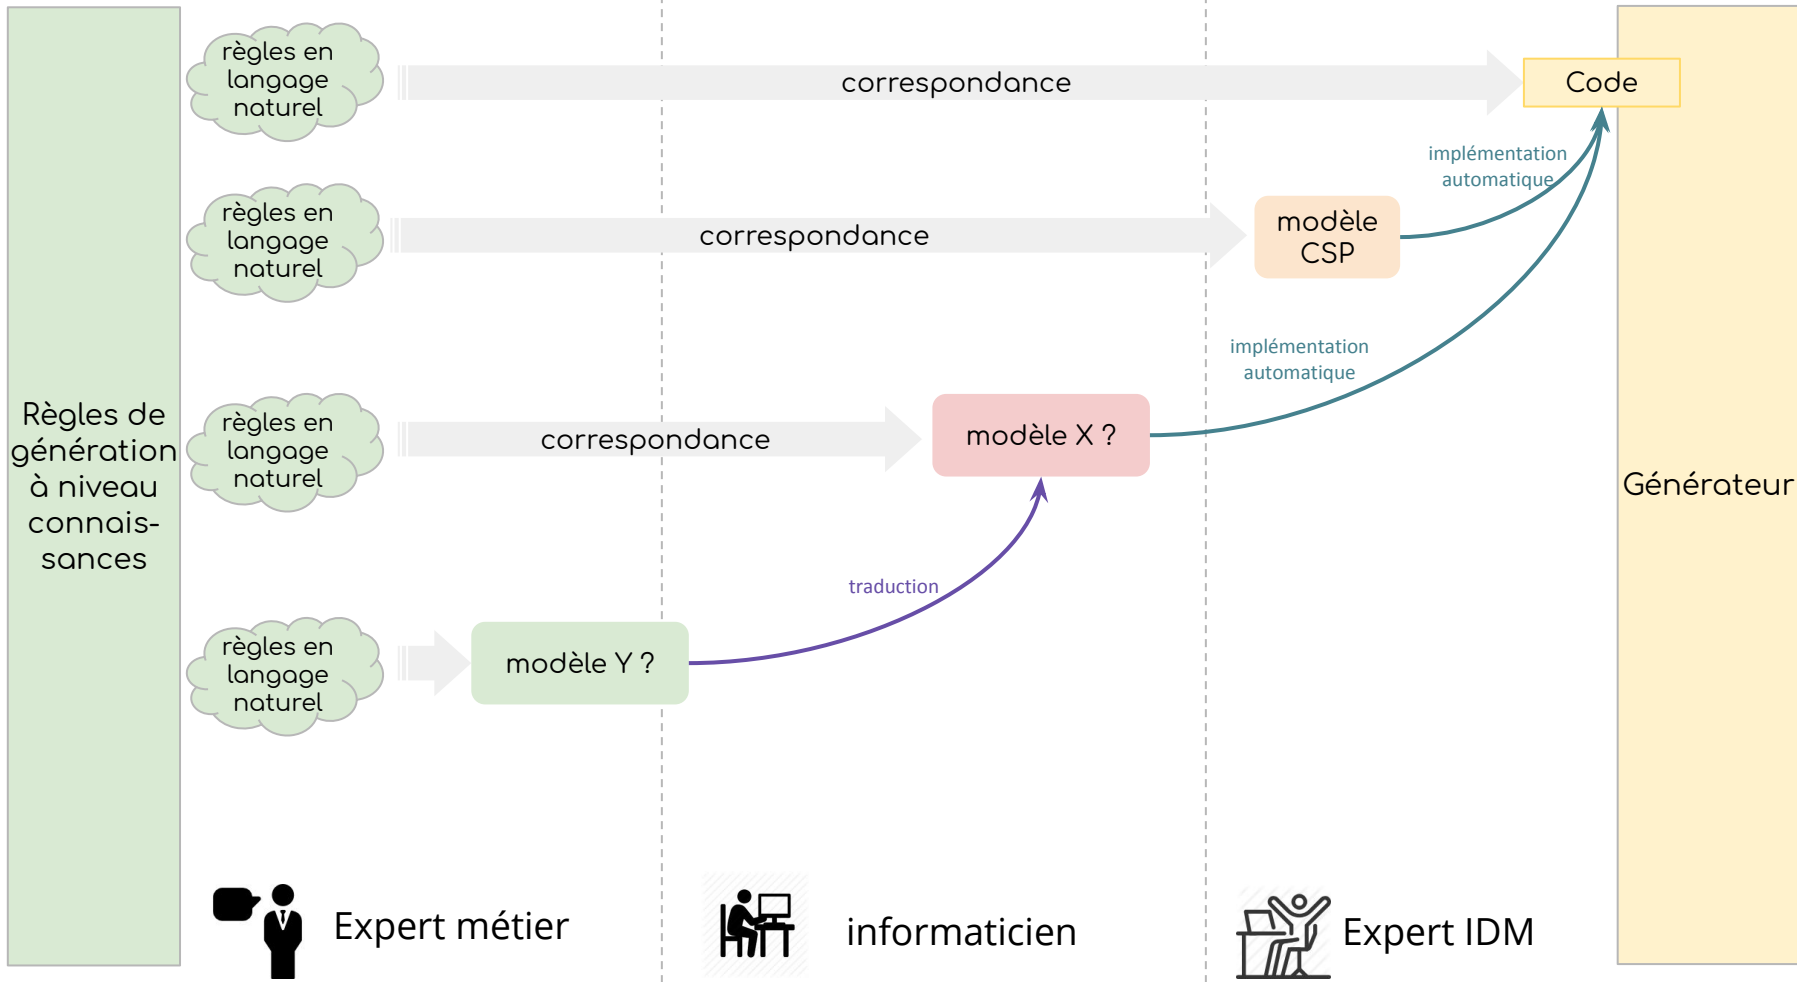 règles en
langage
naturel
correspondance
Code
implémentation
automatique
règles en
langage
naturel
correspondance
modèle
CSP
implémentation
automatique
Règles de
génération
à niveau
connais-
sances
règles en
langage
naturel
correspondance
modèle X ?
Générateur
traduction
règles en
langage
naturel
modèle Y ?
Expert métier
informaticien
Expert IDM